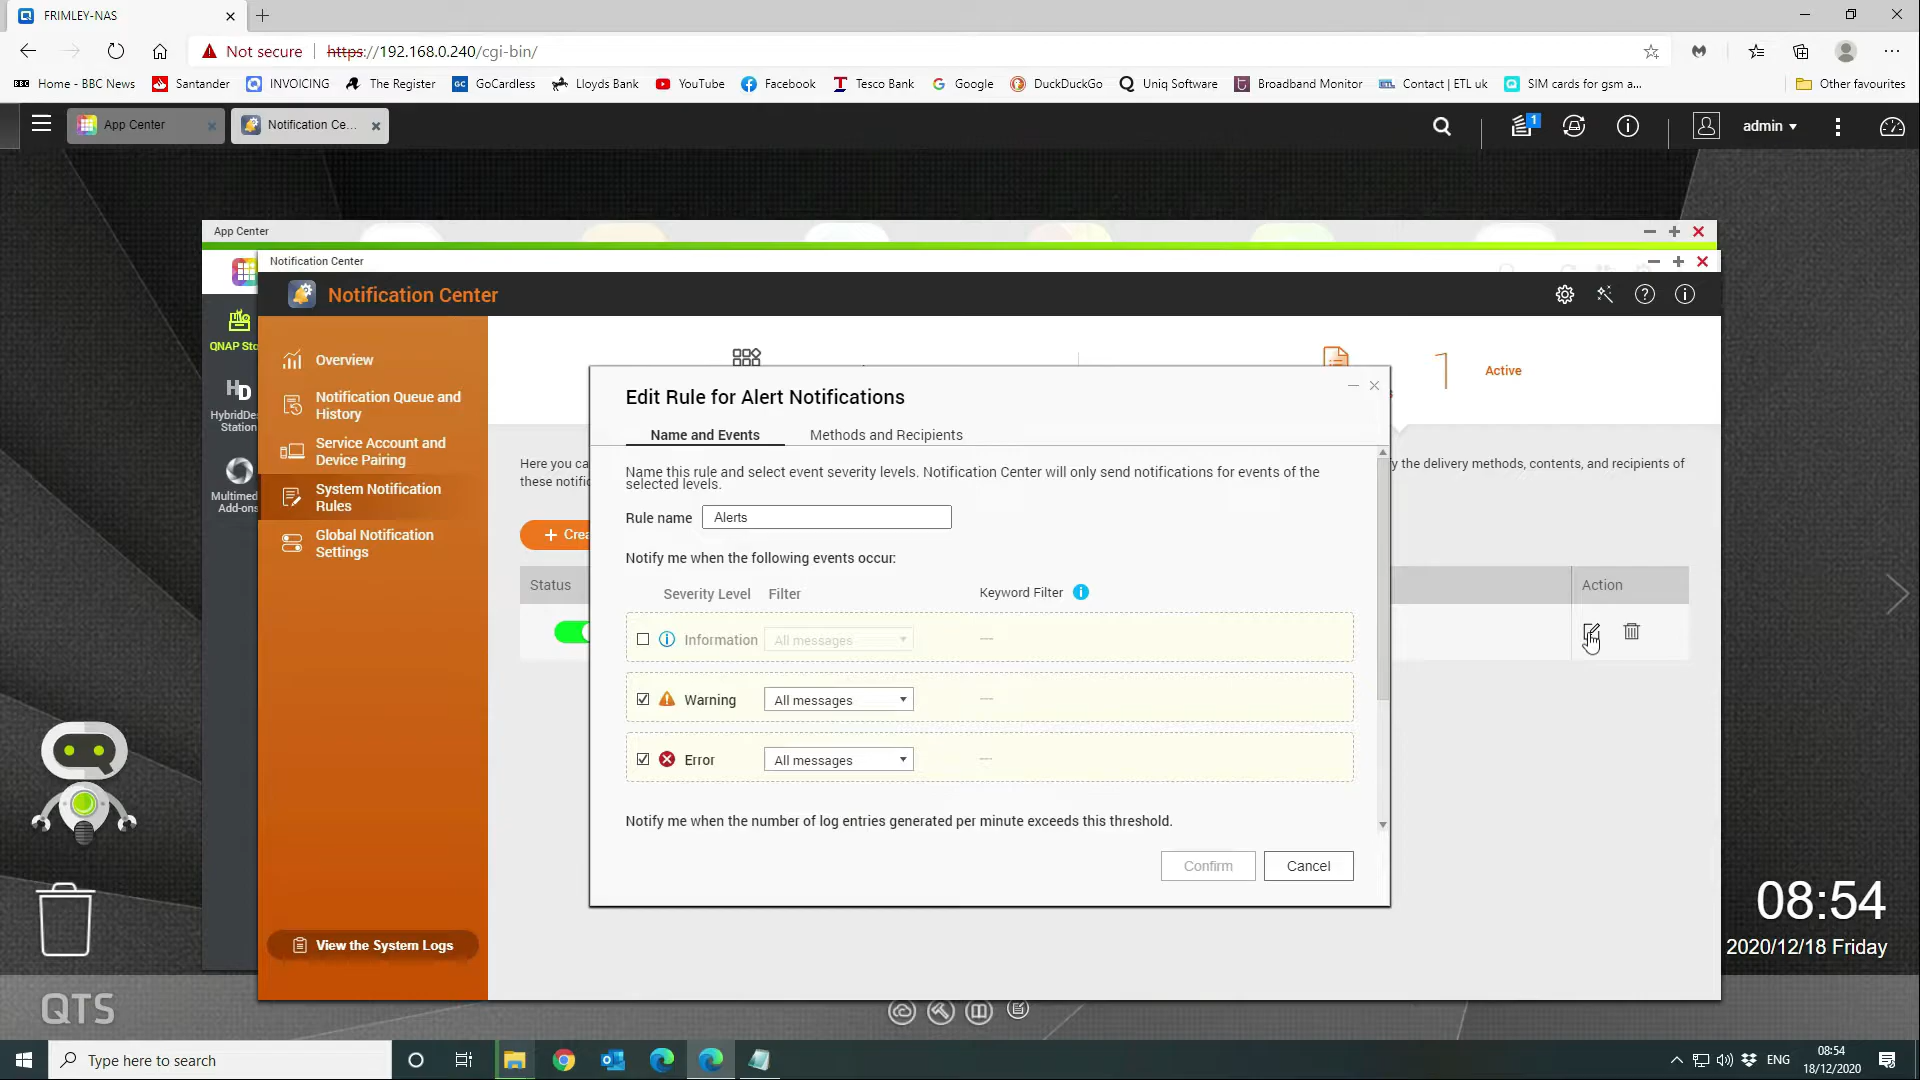 FRIMLEY-NAS
Not secure | https://192.168.0.240/cgi-bin/
Home - BBC News Santander INVOICING The Register GoCardless Lloyds Bank YouTube Facebook Tesco Bank Google DuckDuckGo Uniq Software Broadband Monitor Contact | ETL uk SIM cards for gsm a... Other favourites
App Center Notification Ce... 1 admin
App Center
Notification Center
Notification Center
QNAP Sto
HybridDes
Station
Multimed
Add-ons
Overview
Notification Queue and
History
Service Account and
Device Pairing
System Notification
Rules
Global Notification
Settings
View the System Logs
1 Active
Here you ca
these notific
y the delivery methods, contents, and recipients of
+ Crea
Status
Action
Edit Rule for Alert Notifications
Name and Events Methods and Recipients
Name this rule and select event severity levels. Notification Center will only send notifications for events of the
selected levels.
Rule name Alerts
Notify me when the following events occur:
Severity Level Filter Keyword Filter
Information All messages ---
Warning All messages ---
Error All messages ---
Notify me when the number of log entries generated per minute exceeds this threshold.
Confirm Cancel
08:54
2020/12/18 Friday
QTS
Type here to search
ENG
08:54
18/12/2020